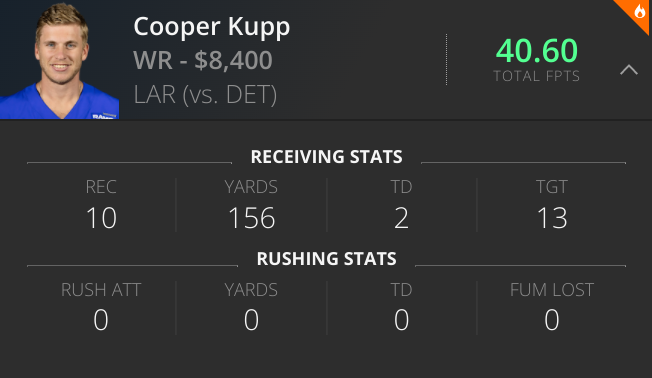 Cooper Kupp
WR - $8,400
LAR (vs. DET)
40.60
TOTAL FPTS
RECEIVING STATS
REC YARDS TD TGT
10 156 2 13
RUSHING STATS
RUSH ATT YARDS TD FUM LOST
0 0 0 0